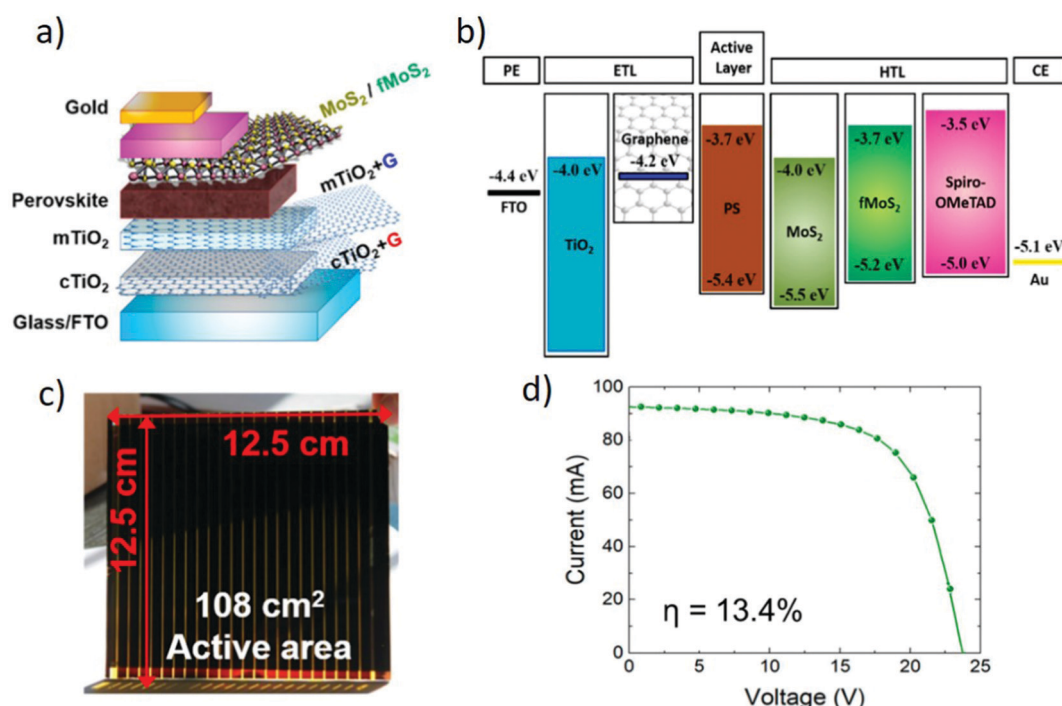 a)
Gold
MoS₂ / fMoS₂
Perovskite
mTiO₂+G
mTiO₂
cTiO₂+G
cTiO₂
Glass/FTO
b)
PE
ETL
Active
Layer
HTL
CE
-4.4 eV
FTO
-4.0 eV
TiO₂
Graphene
-4.2 eV
-3.7 eV
PS
-5.4 eV
-4.0 eV
MoS₂
-5.5 eV
-3.7 eV
fMoS₂
-5.2 eV
-3.5 eV
Spiro-
OMeTAD
-5.0 eV
-5.1 eV
Au
c)
12.5 cm
12.5 cm
108 cm²
Active area
d)
Current (mA)
100
80
60
40
20
0
η = 13.4%
0 5 10 15 20 25
Voltage (V)